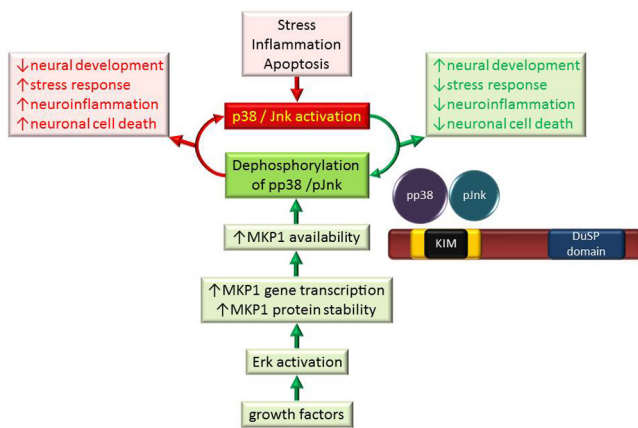 Stress
Inflammation
Apoptosis
↓neural development
↑stress response
↑neuroinflammation
↑neuronal cell death
p38 / Jnk activation
↑neural development
↓stress response
↓neuroinflammation
↓neuronal cell death
Dephosphorylation
of pp38 /pJnk
pp38
pJnk
↑MKP1 availability
KIM
DuSP
domain
↑MKP1 gene transcription
↑MKP1 protein stability
Erk activation
growth factors